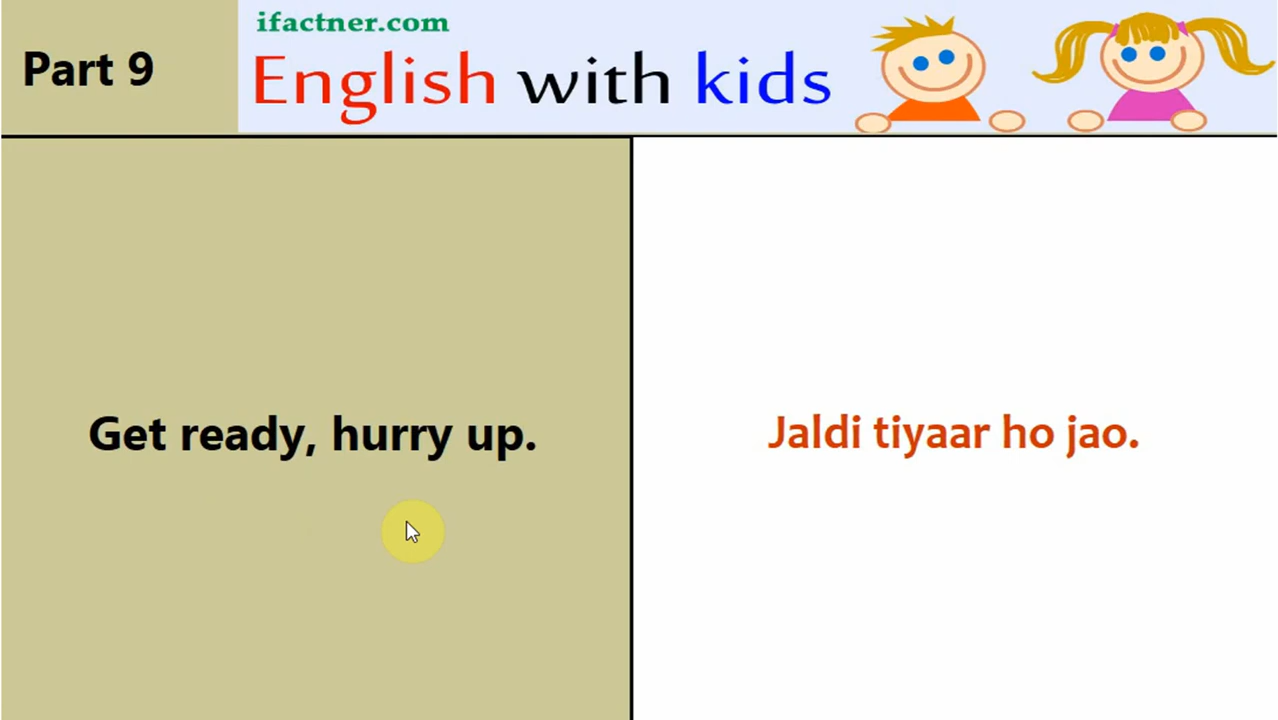 ifactner.com
Part 9
English with kids
Get ready, hurry up.
Jaldi tiyaar ho jao.